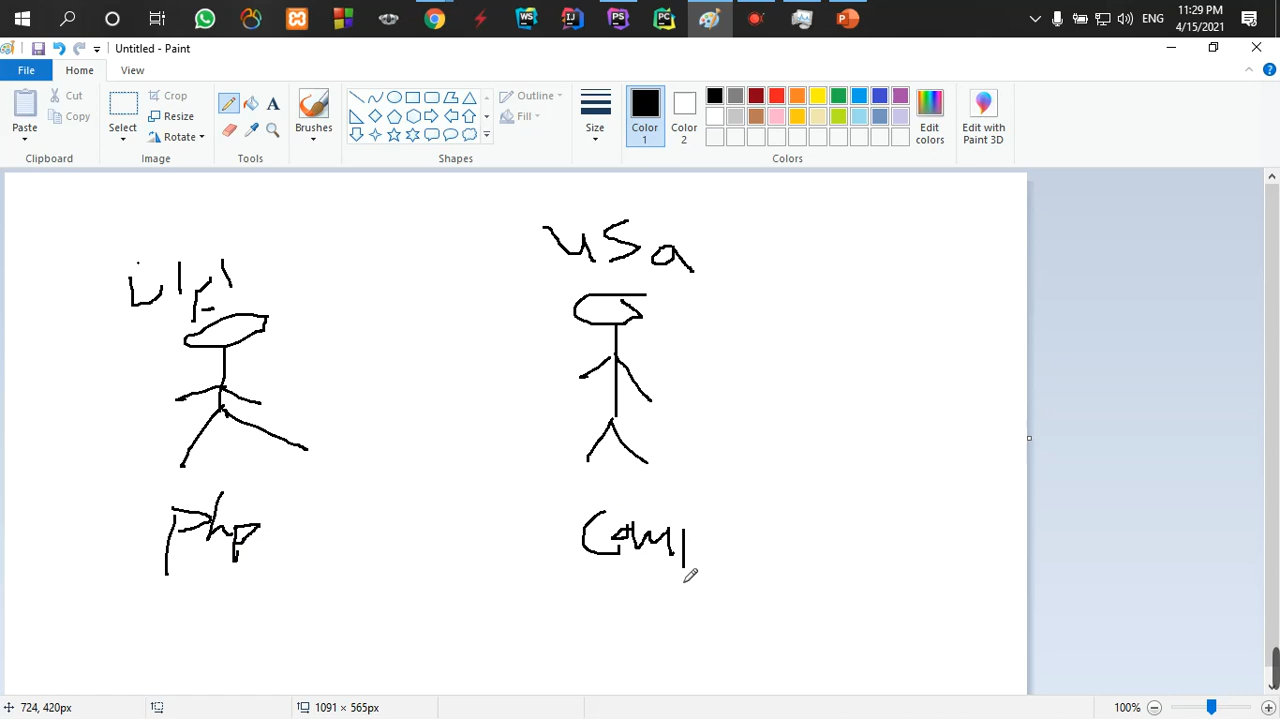 11:29 PM
ENG
4/15/2021
Untitled - Paint
File
Home
View
Cut
Crop
Outline
Copy
Resize
Fill
Paste
Select
Rotate
Brushes
Size
Color 1
Color 2
Edit colors
Edit with Paint 3D
Clipboard
Image
Tools
Shapes
Colors
usa
php
724, 420px
1091 × 565px
100%